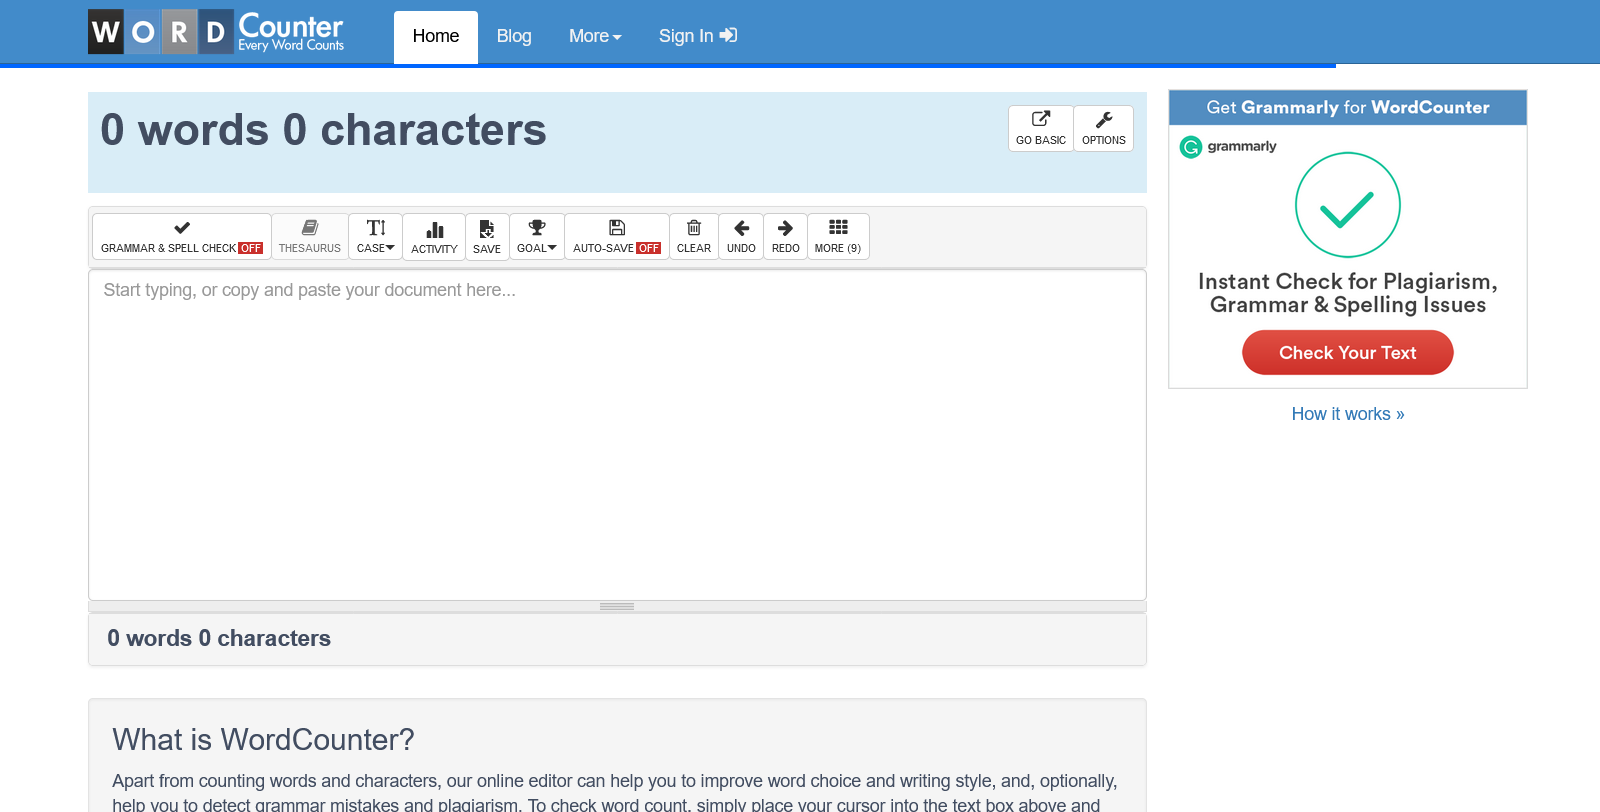 WORD Counter
Every Word Counts
Home
Blog
More
Sign In
0 words 0 characters
GO BASIC
OPTIONS
GRAMMAR & SPELL CHECK OFF
THESAURUS
CASE
ACTIVITY
SAVE
GOAL
AUTO-SAVE OFF
CLEAR
UNDO
REDO
MORE (9)
Start typing, or copy and paste your document here...
0 words 0 characters
What is WordCounter?
Apart from counting words and characters, our online editor can help you to improve word choice and writing style, and, optionally,
help you to detect grammar mistakes and plagiarism. To check word count, simply place your cursor into the text box above and
Get Grammarly for WordCounter
grammarly
Instant Check for Plagiarism,
Grammar & Spelling Issues
Check Your Text
How it works »